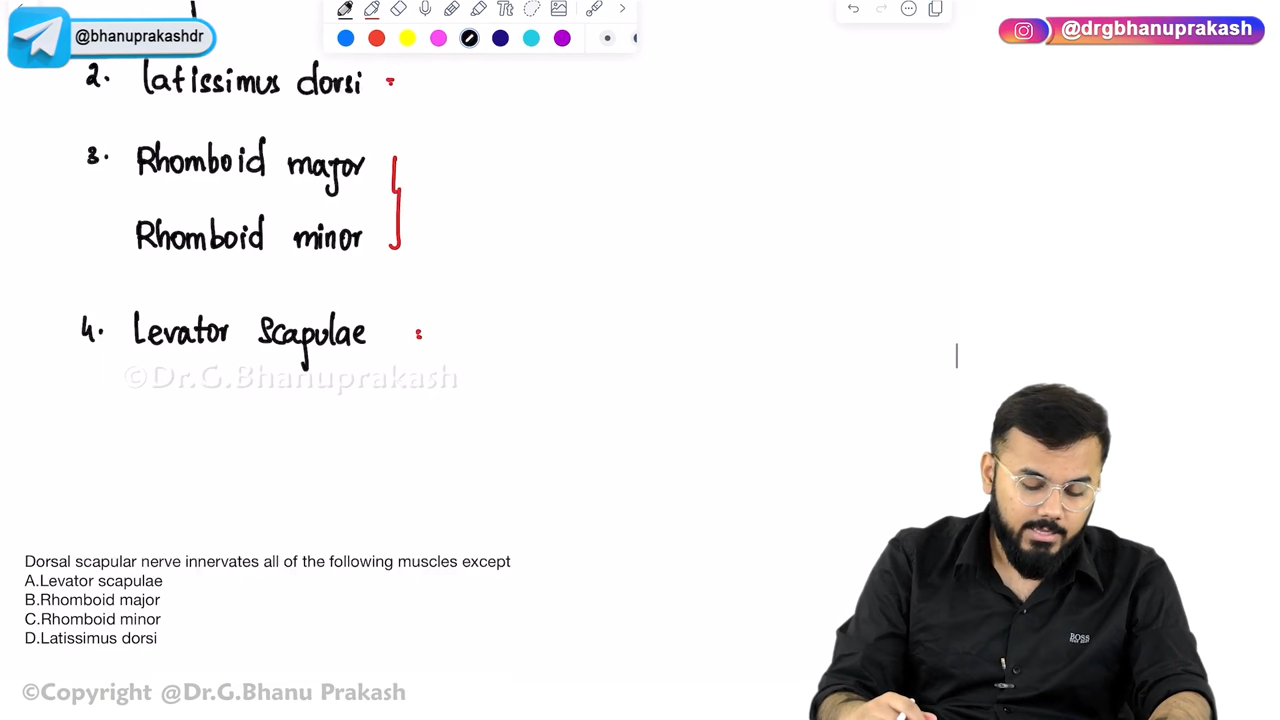 @bhanuprakashdr
@drgbhanuprakash
2. latissimus dorsi
3. Rhomboid major
Rhomboid minor
4. Levator Scapulae
©Dr.G.Bhanuprakash
BOSS
Dorsal scapular nerve innervates all of the following muscles except
A.Levator scapulae
B.Rhomboid major
C.Rhomboid minor
D.Latissimus dorsi
©Copyright @Dr.G.Bhanu Prakash